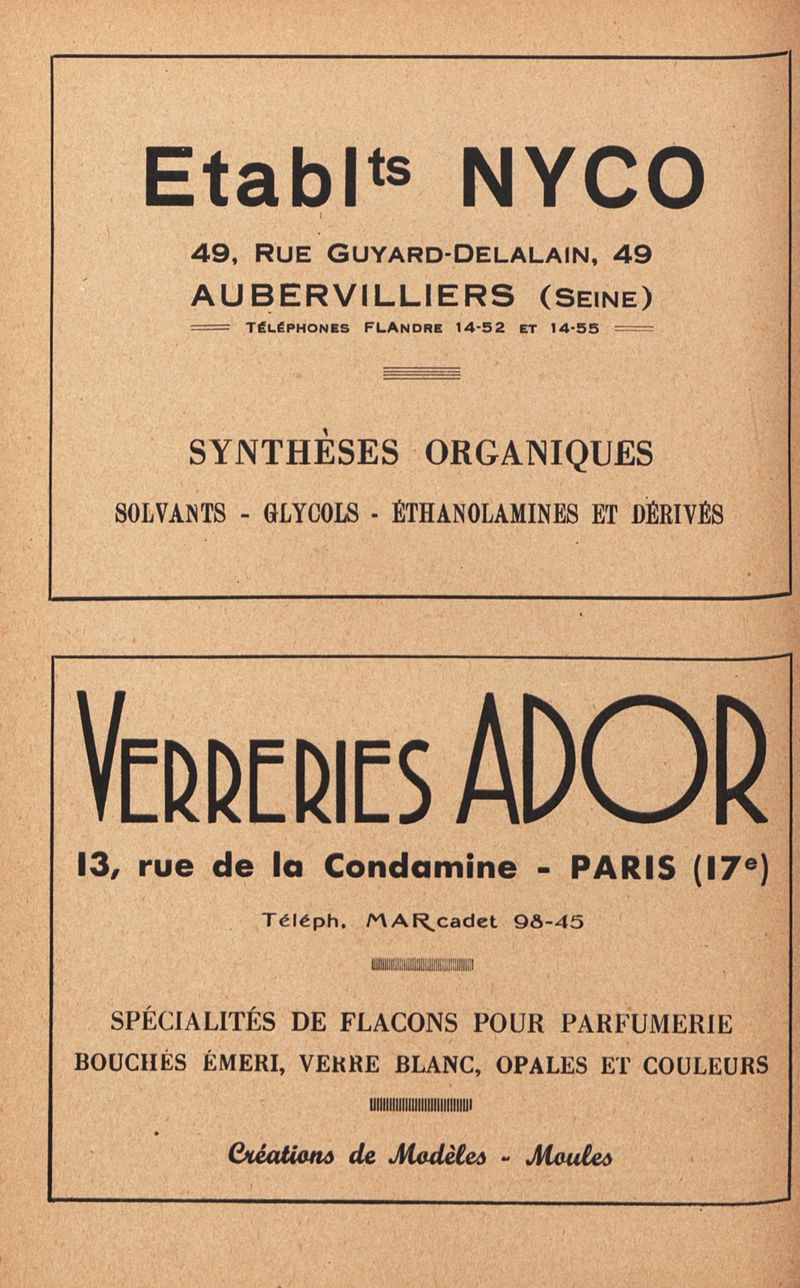 Etablts NYCO
49, RUE GUYARD-DELALAIN, 49
AUBERVILLIERS (SEINE)
TÉLÉPHONES FLANDRE 14-52 ET 14-55
SYNTHÈSES ORGANIQUES
SOLVANTS - GLYCOLS - ÉTHANOLAMINES ET DÉRIVÉS
VERRERIES ADOR
13, rue de la Condamine - PARIS (17e)
Téléph. MARcadet 98-45
SPÉCIALITÉS DE FLACONS POUR PARFUMERIE
BOUCHÉS ÉMERI, VERRE BLANC, OPALES ET COULEURS
Créations de Modèles - Moules